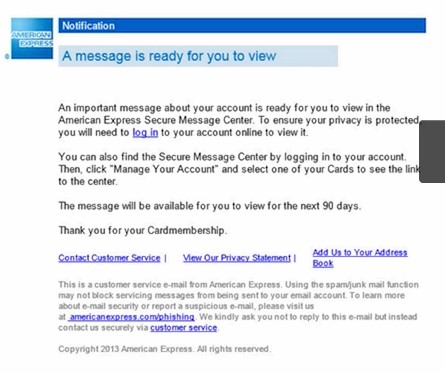 Notification
AMERICAN
EXPRESS
®
A message is ready for you to view
An important message about your account is ready for you to view in the
American Express Secure Message Center. To ensure your privacy is protected,
you will need to log in to your account online to view it.
You can also find the Secure Message Center by logging in to your account.
Then, click "Manage Your Account" and select one of your Cards to see the link
to the center.
The message will be available for you to view for the next 90 days.
Thank you for your Cardmembership.
Contact Customer Service | View Our Privacy Statement | Add Us to Your Address
Book
This is a customer service e-mail from American Express. Using the spam/junk mail function
may not block servicing messages from being sent to your email account. To learn more
about e-mail security or report a suspicious e-mail, please visit us
at americanexpress.com/phishing. We kindly ask you not to reply to this e-mail but instead
contact us securely via customer service.
Copyright 2013 American Express. All rights reserved.